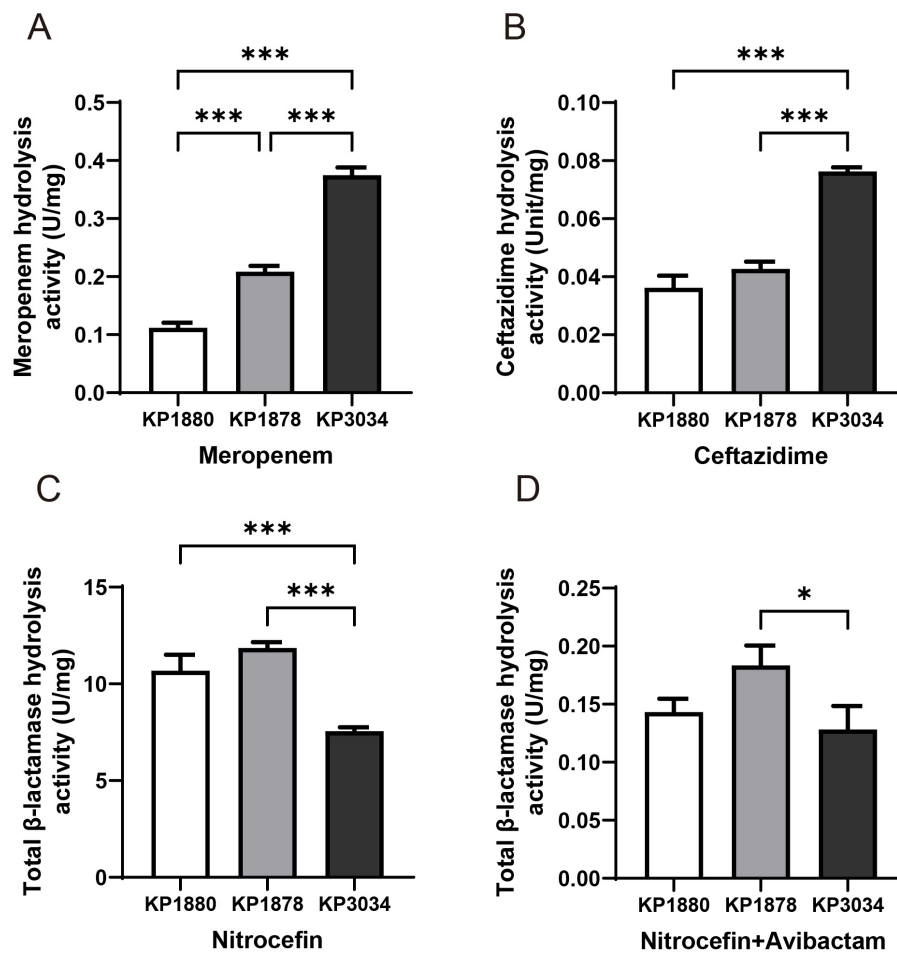 A
***
***
***
Meropenem hydrolysis
activity (U/mg)
0.5
0.4
0.3
0.2
0.1
0.0
KP1880 KP1878 KP3034
Meropenem
B
***
***
Ceftazidime hydrolysis
activity (Unit/mg)
0.10
0.08
0.06
0.04
0.02
0.00
KP1880 KP1878 KP3034
Ceftazidime
C
***
***
Total β-lactamase hydrolysis
activity (U/mg)
15
10
5
0
KP1880 KP1878 KP3034
Nitrocefin
D
*
Total β-lactamase hydrolysis
activity (U/mg)
0.25
0.20
0.15
0.10
0.05
0.00
KP1880 KP1878 KP3034
Nitrocefin+Avibactam